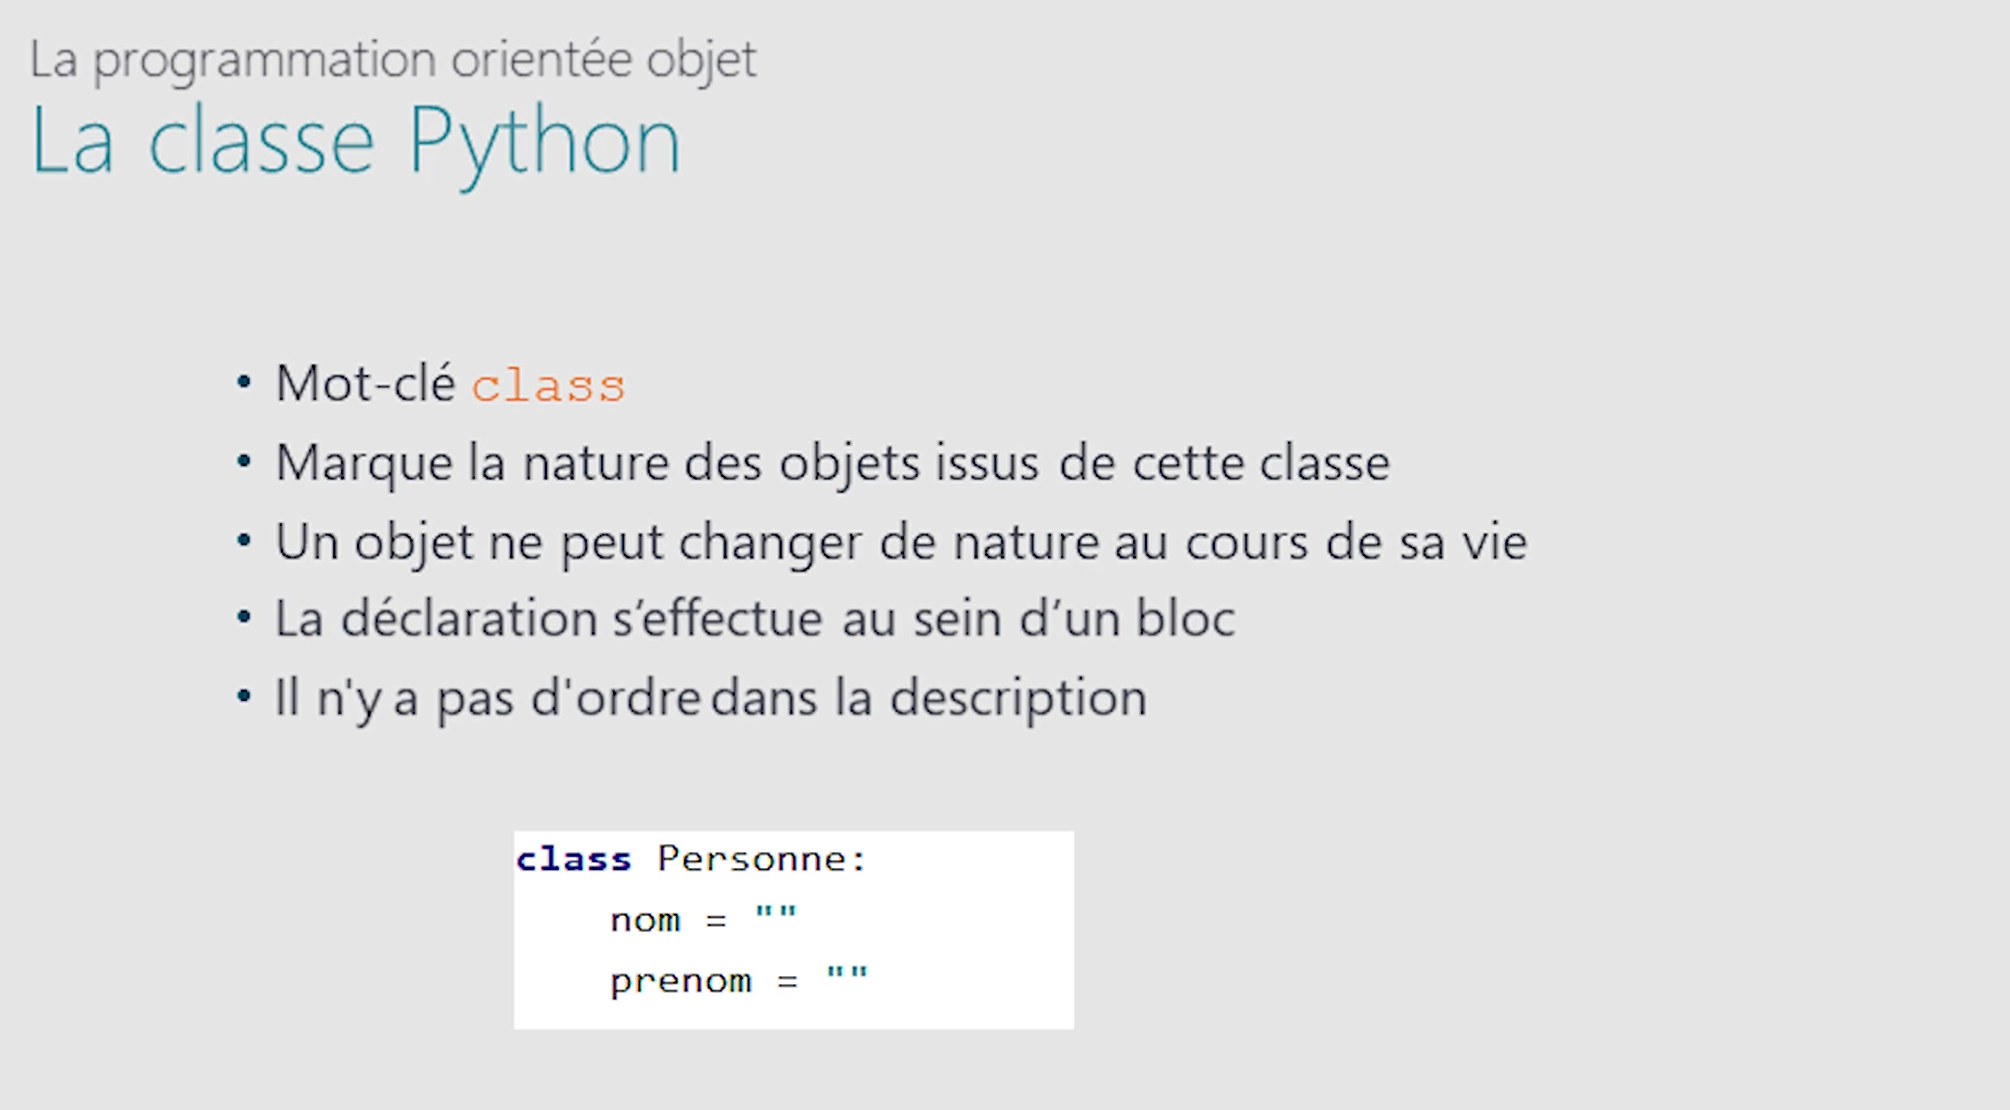 La programmation orientée objet
La classe Python
• Mot-clé class
• Marque la nature des objets issus de cette classe
• Un objet ne peut changer de nature au cours de sa vie
• La déclaration s’effectue au sein d’un bloc
• Il n'y a pas d'ordre dans la description
class Personne:
    nom = ""
    prenom = ""